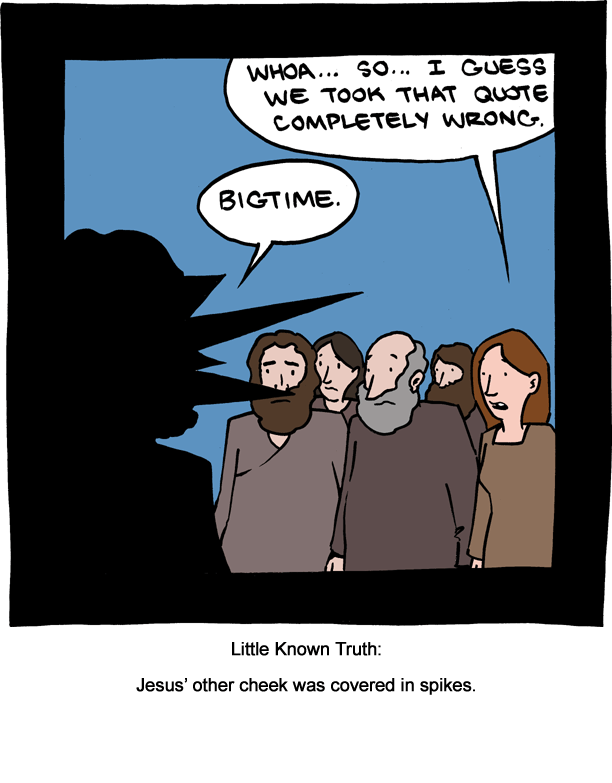 WHOA... SO... I GUESS
WE TOOK THAT QUOTE
COMPLETELY WRONG.
BIGTIME.
Little Known Truth:
Jesus’ other cheek was covered in spikes.